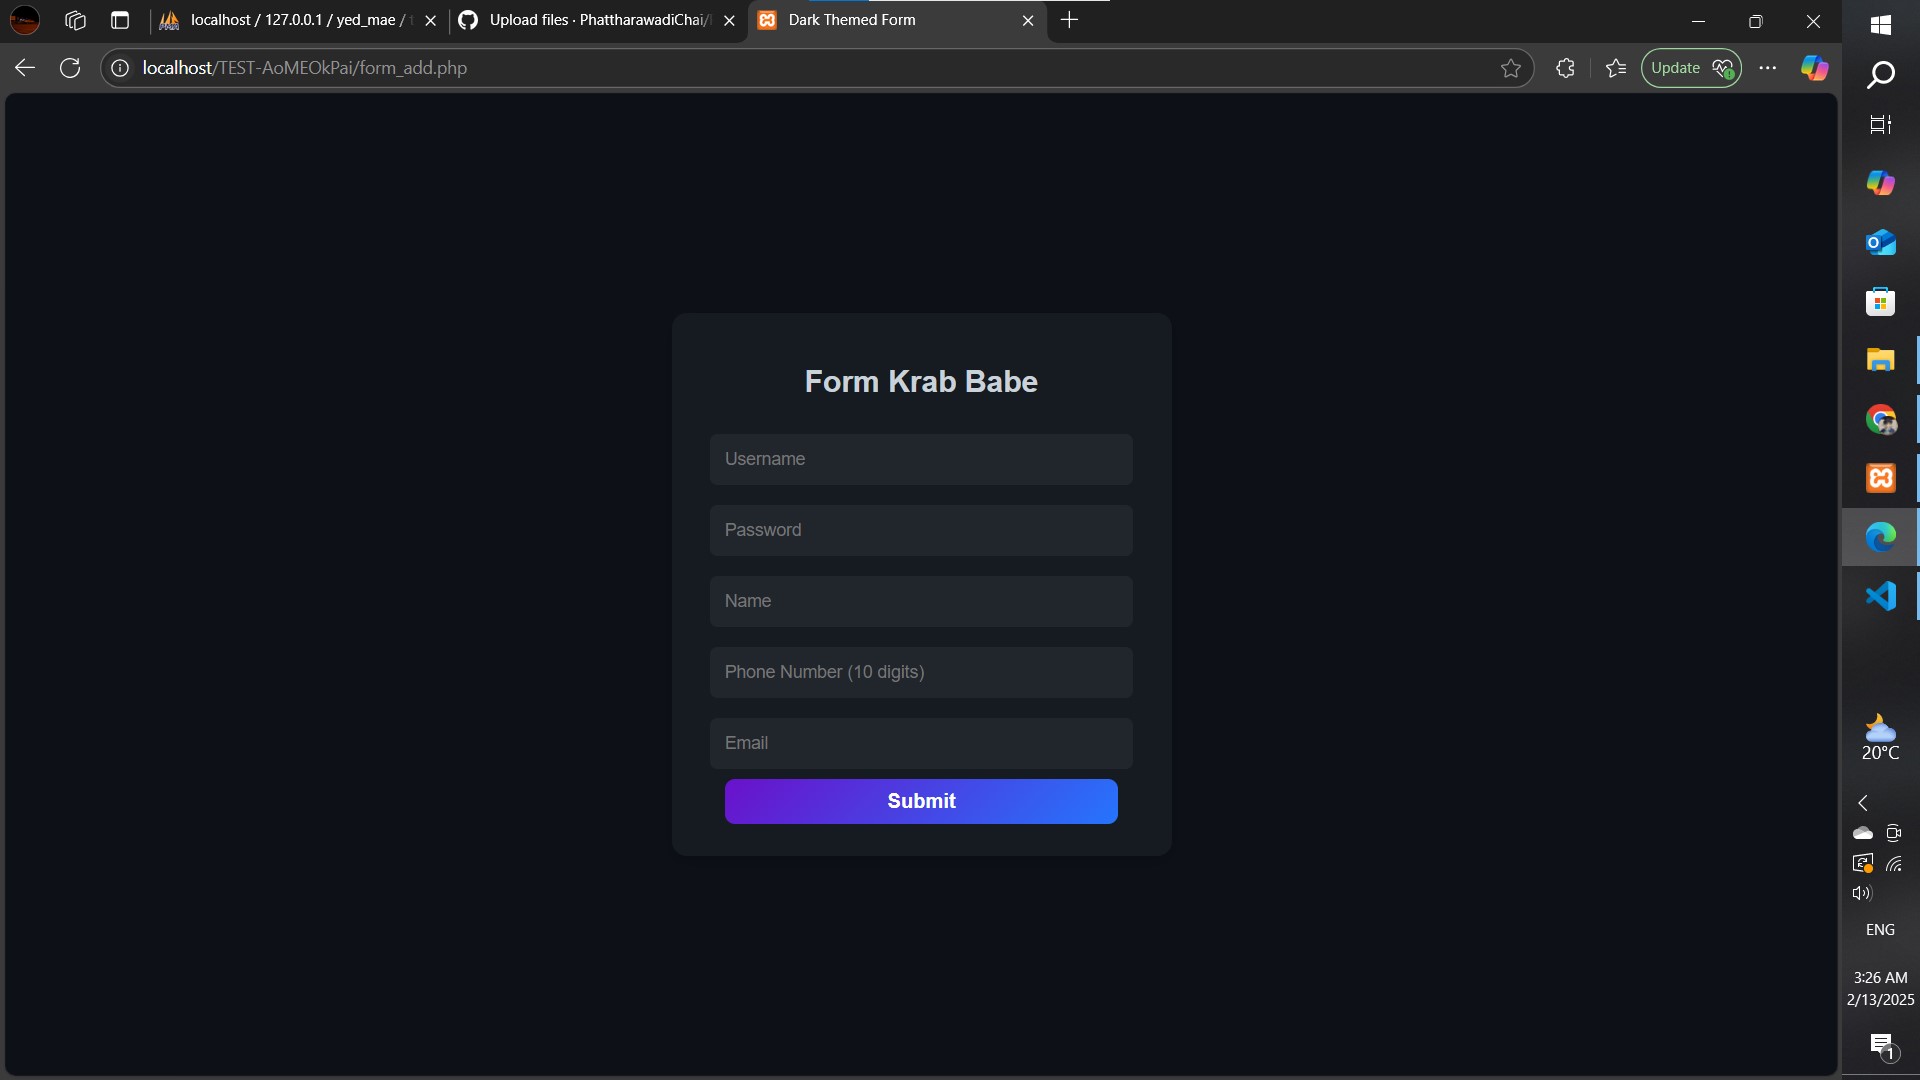 localhost / 127.0.0.1 / yed_mae /
Upload files · PhattharawadiChai/
Dark Themed Form
localhost/TEST-AoMEOkPai/form_add.php
Update
Form Krab Babe
Username
Password
Name
Phone Number (10 digits)
Email
Submit
20°C
ENG
3:26 AM
2/13/2025
1